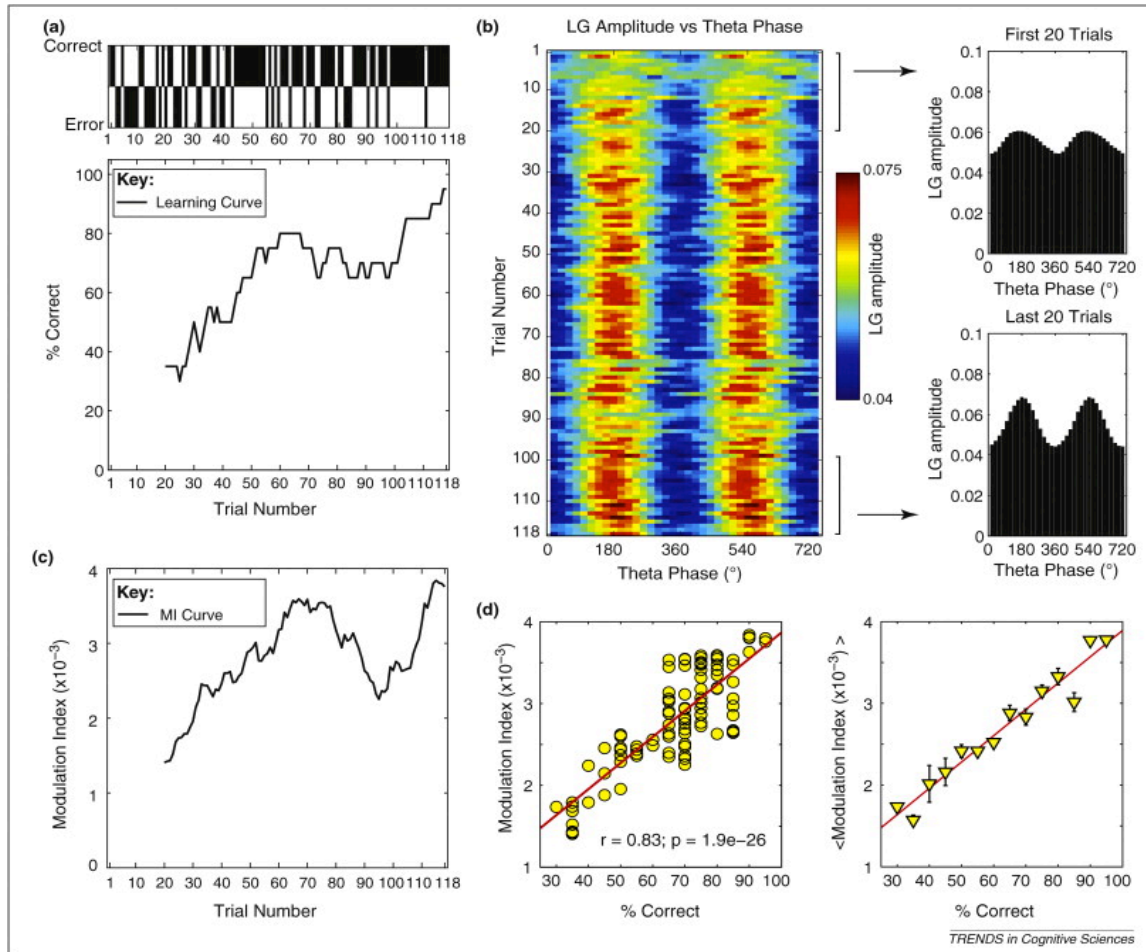 (a)
Correct
Error
1 10 20 30 40 50 60 70 80 90 100 118
Key:
Learning Curve
% Correct
100
80
60
40
20
0
1 10 20 30 40 50 60 70 80 90 100 118
Trial Number
(b)
LG Amplitude vs Theta Phase
Trial Number
1
10
20
30
40
50
60
70
80
90
100
110
118
0 180 360 540 720
Theta Phase (°)
0.075
LG amplitude
0.04
First 20 Trials
LG amplitude
0.1
0.08
0.06
0.04
0.02
0
0 180 360 540 720
Theta Phase (°)
Last 20 Trials
LG amplitude
0.1
0.08
0.06
0.04
0.02
0
0 180 360 540 720
Theta Phase (°)
(c)
Key:
MI Curve
Modulation Index (x10⁻³)
4
3
2
1
0
1 10 20 30 40 50 60 70 80 90 100 118
Trial Number
(d)
Modulation Index (x10⁻³)
4
3
2
1
r = 0.83; p = 1.9e−26
30 40 50 60 70 80 90 100
% Correct
<Modulation Index (x10⁻³) >
4
3
2
1
30 40 50 60 70 80 90 100
% Correct
TRENDS in Cognitive Sciences